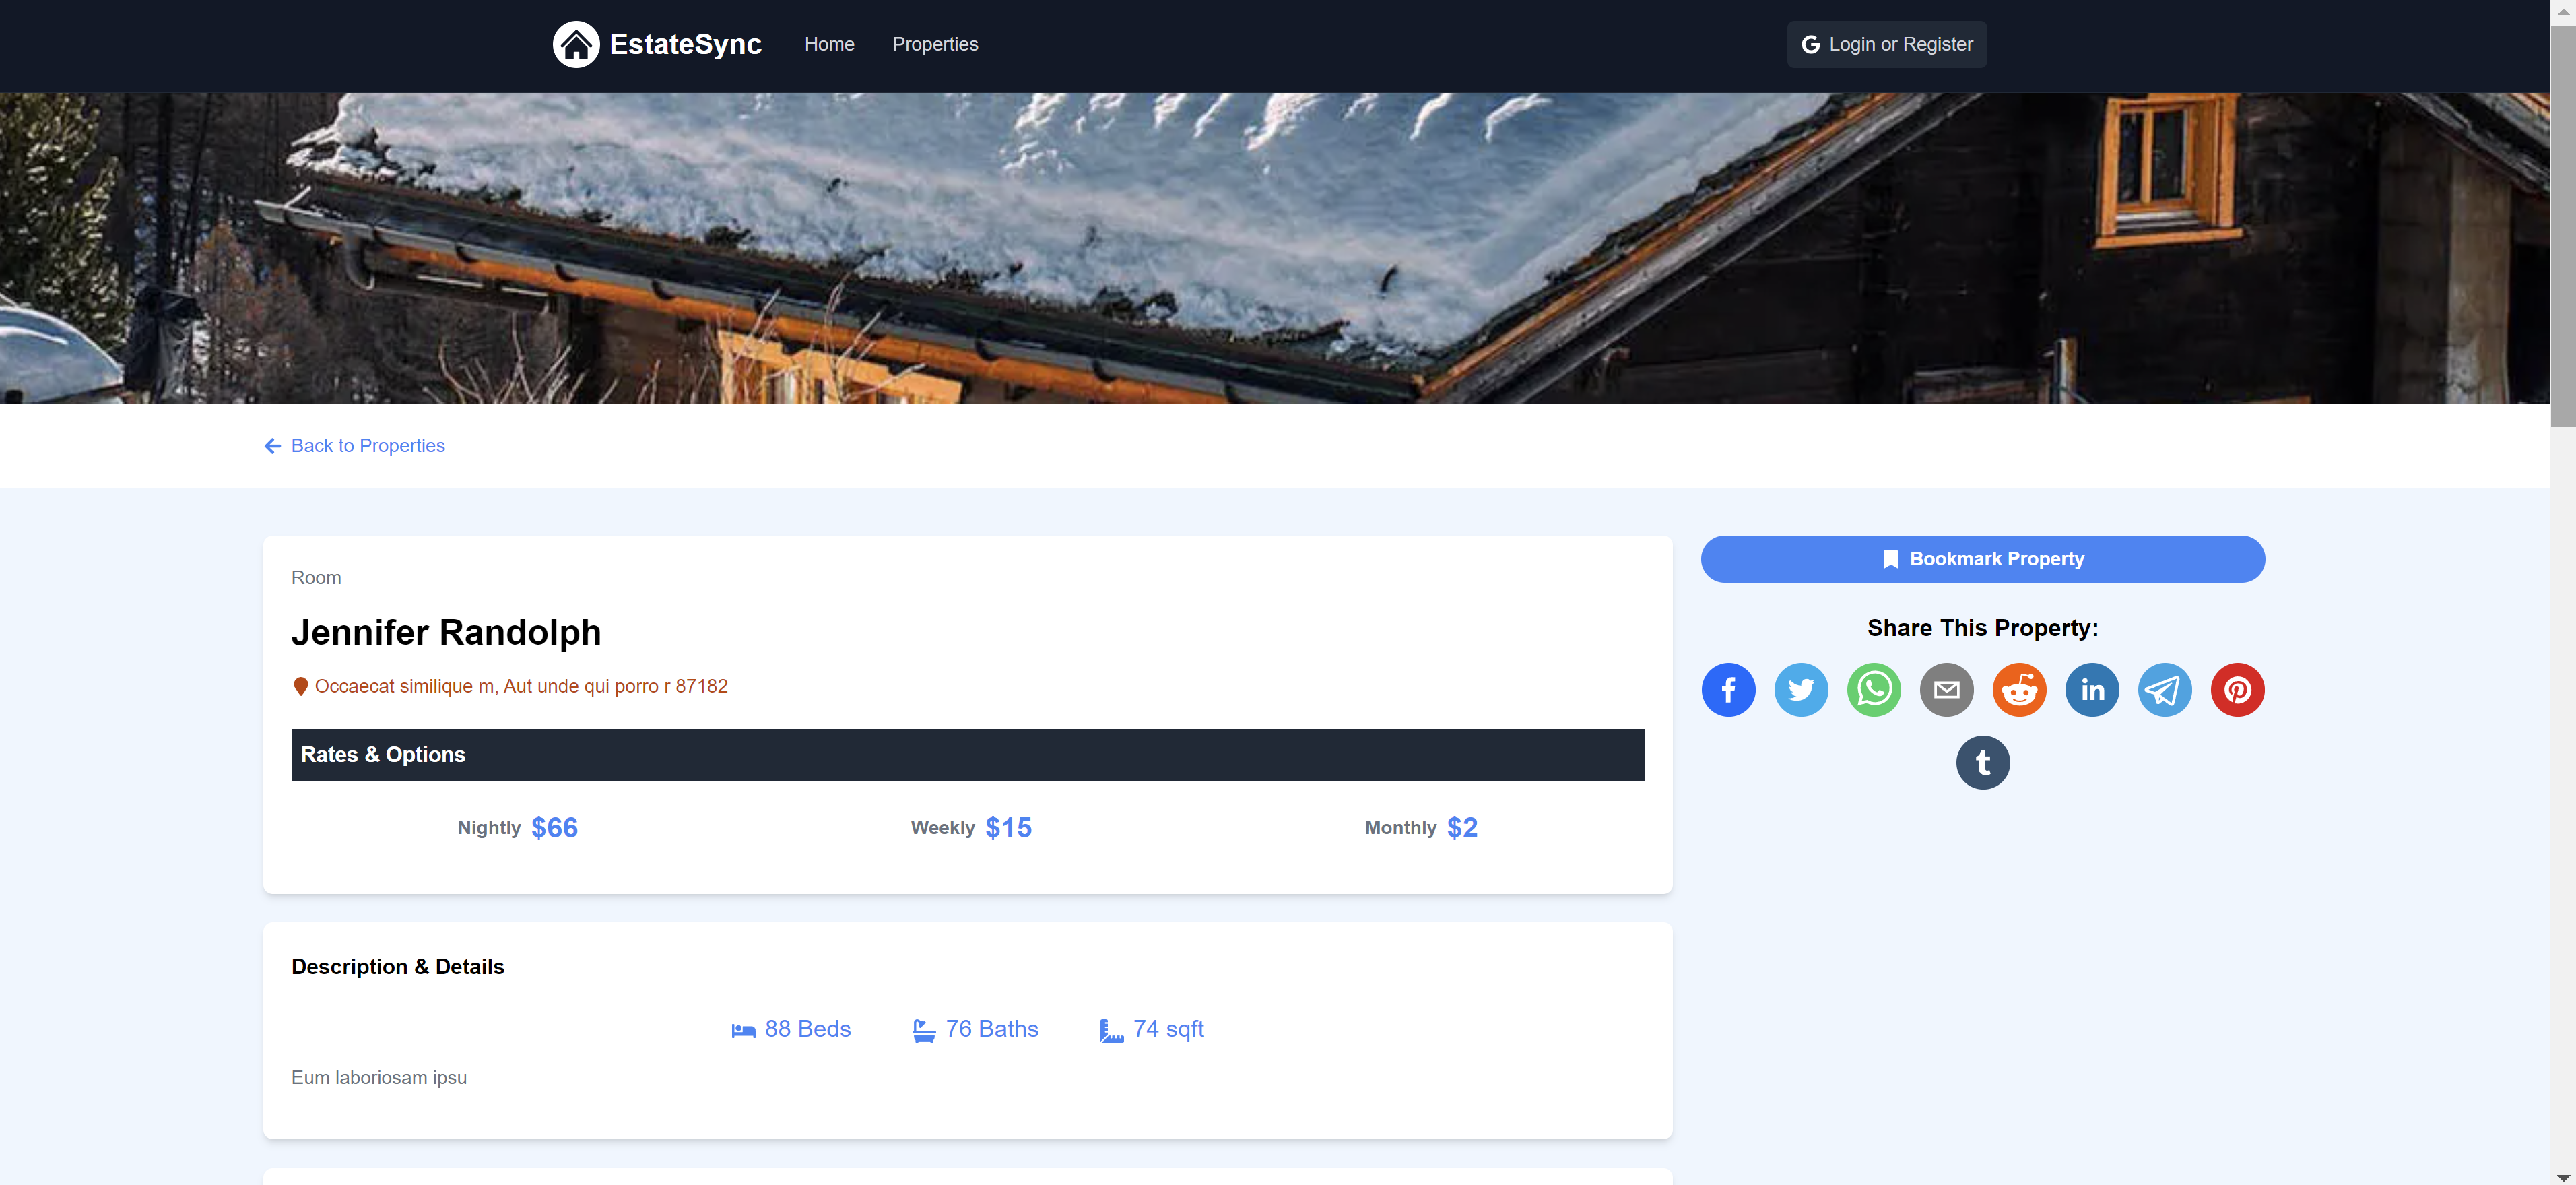 EstateSync
Home
Properties
Login or Register
Back to Properties
Room
Jennifer Randolph
Occaecat similique m, Aut unde qui porro r 87182
Rates & Options
Nightly $66
Weekly $15
Monthly $2
Description & Details
88 Beds
76 Baths
74 sqft
Eum laboriosam ipsu
Bookmark Property
Share This Property: